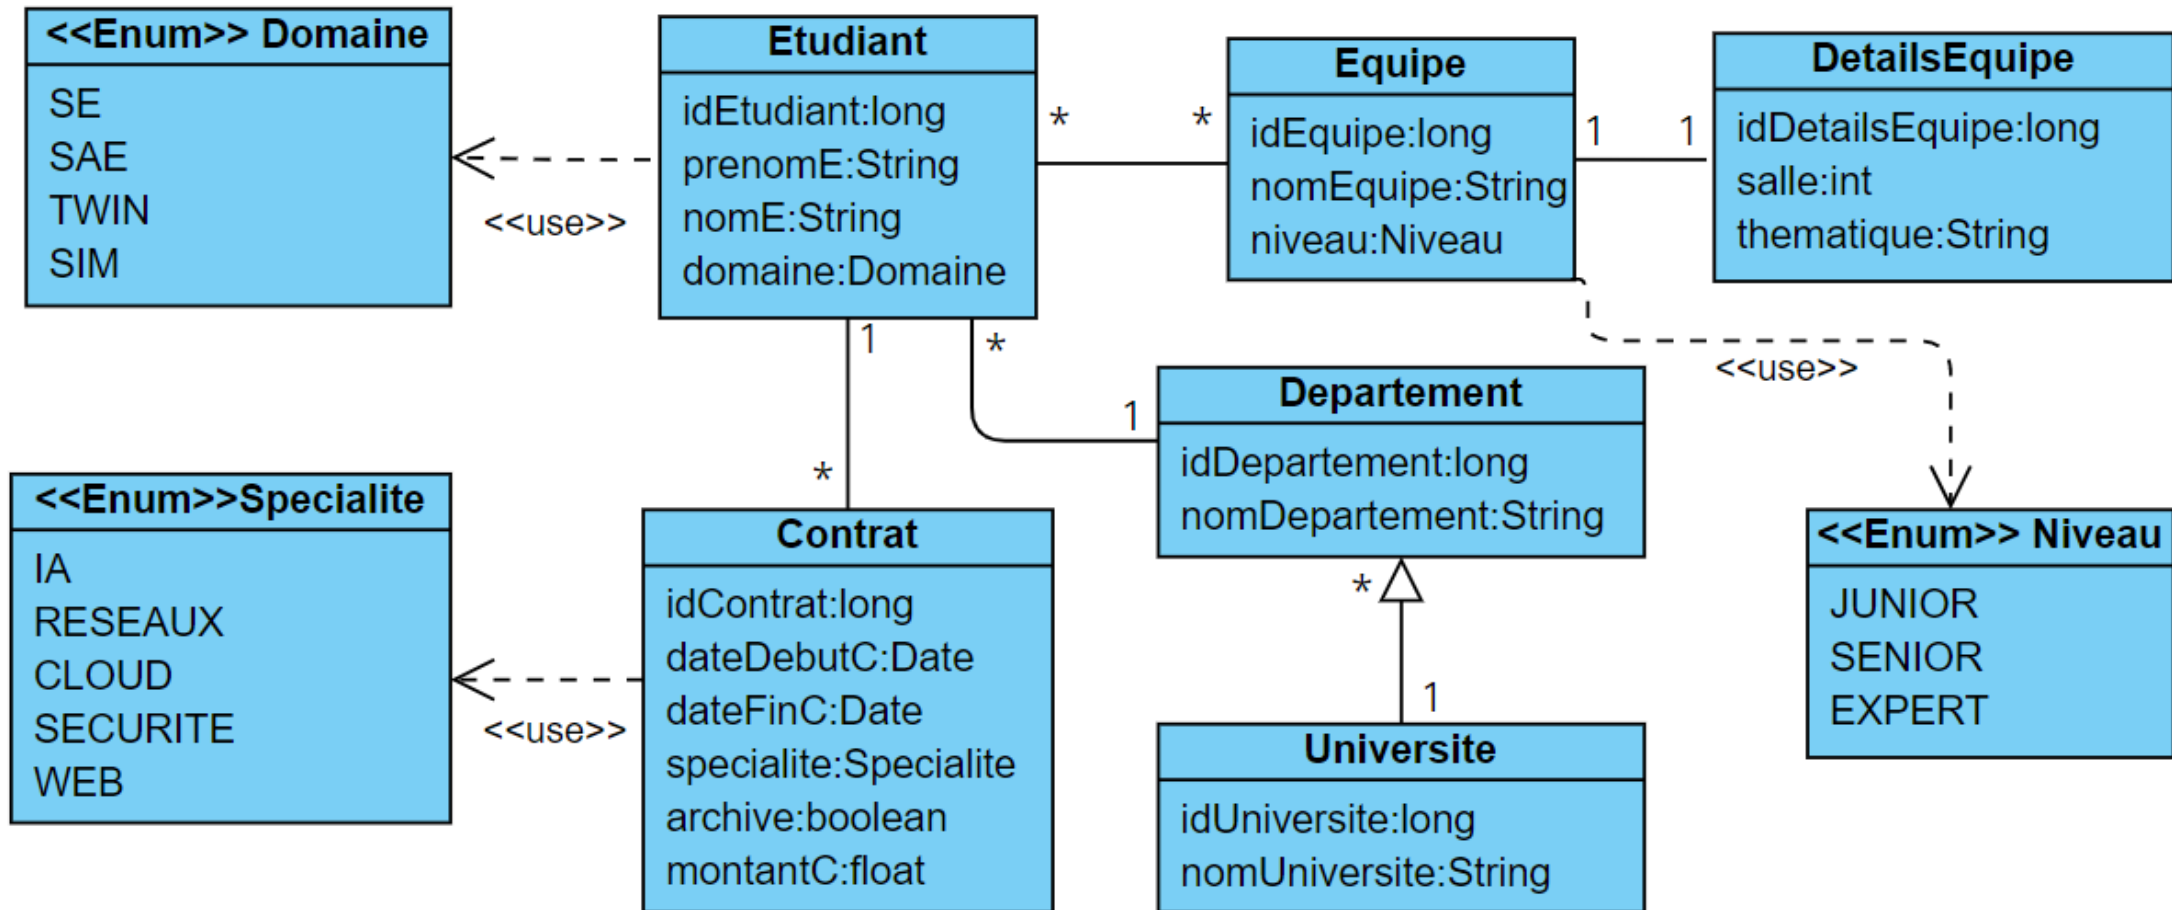 <<Enum>> Domaine
SE
SAE
TWIN
SIM
<<use>>
Etudiant
idEtudiant:long
prenomE:String
nomE:String
domaine:Domaine
*
*
Equipe
idEquipe:long
nomEquipe:String
niveau:Niveau
1
1
DetailsEquipe
idDetailsEquipe:long
salle:int
thematique:String
1
*
*
1
<<use>>
Departement
idDepartement:long
nomDepartement:String
<<Enum>>Specialite
IA
RESEAUX
CLOUD
SECURITE
WEB
<<use>>
Contrat
idContrat:long
dateDebutC:Date
dateFinC:Date
specialite:Specialite
archive:boolean
montantC:float
*
1
Universite
idUniversite:long
nomUniversite:String
<<Enum>> Niveau
JUNIOR
SENIOR
EXPERT